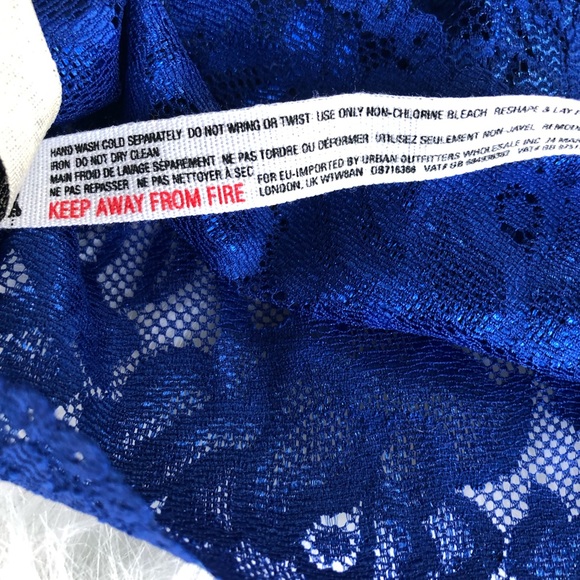 HAND WASH COLD SEPARATELY DO NOT WRING OR TWIST USE ONLY NON-CHLORINE BLEACH RESHAPE & LAY
IRON DO NOT DRY CLEAN
MAIN FROID DE LAVAGE SÉPARÉMENT NE PAS TORDRE OU DÉFORMER UTILISEZ SEULEMENT NON JAVEL
NE PAS REPASSER NE PAS NETTOYER À SEC
FOR EU-IMPORTED BY URBAN OUTFITTERS WHOLESALE INC
KEEP AWAY FROM FIRE
LONDON, UK W1W8AN OB716366 VAT# GB